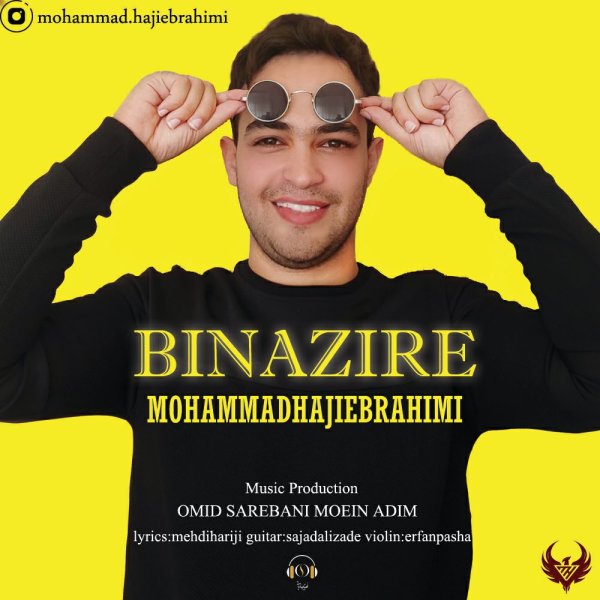 mohammad.hajiebrahimi
BINAZIRE
MOHAMMADHAJIEBRAHIMI
Music Production
OMID SAREBANI MOEIN ADIM
lyrics:mehdihariji guitar:sajadalizade violin:erfanpasha